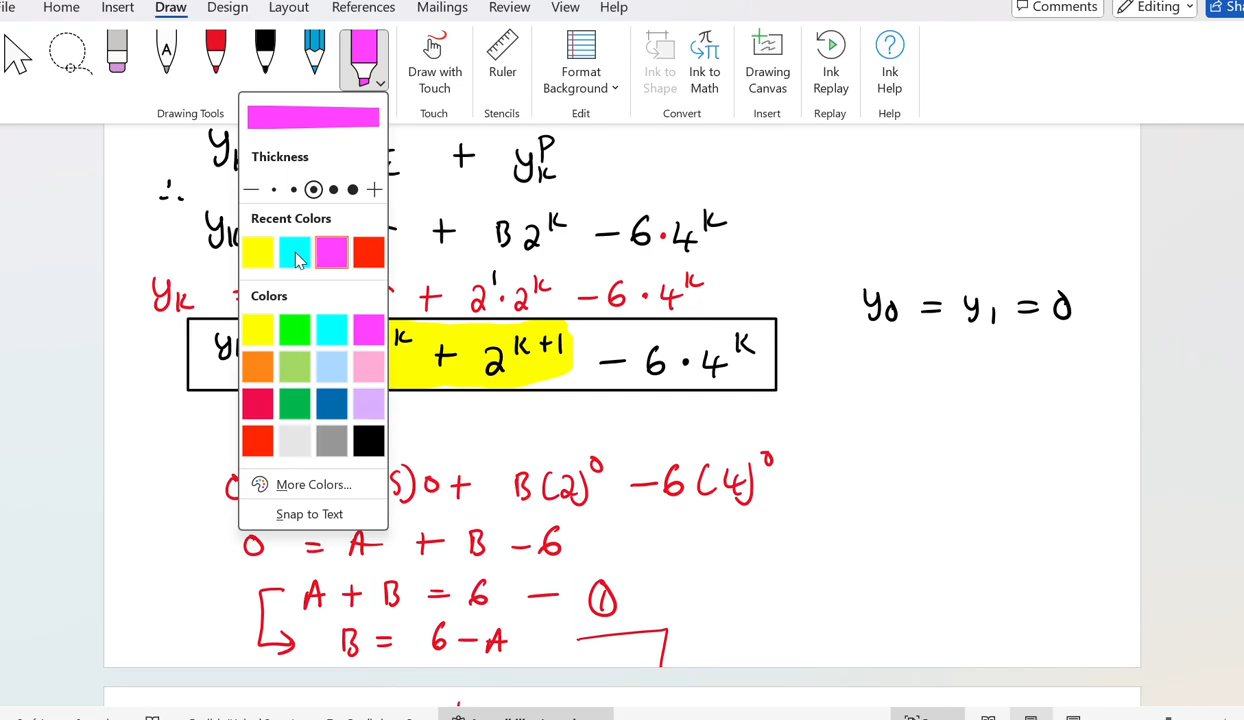 ile Home Insert Draw Design Layout References Mailings Review View Help Comments Editing Sha
A
Draw with Touch
Ruler
Format Background
Ink to Shape
Ink to Math
Drawing Canvas
Ink Replay
Ink Help
Drawing Tools Touch Stencils Edit Convert Insert Replay Help
Thickness
Recent Colors
Colors
More Colors...
Snap to Text
+ y_k^P
∴
+ B2^k - 6·4^k
y_k + 2^1·2^k - 6·4^k
y_0 = y_1 = 0
k + 2^{k+1} - 6·4^k
5)0 + B(2)^0 - 6(4)^0
0 = A + B - 6
A + B = 6 - ①
B = 6 - A